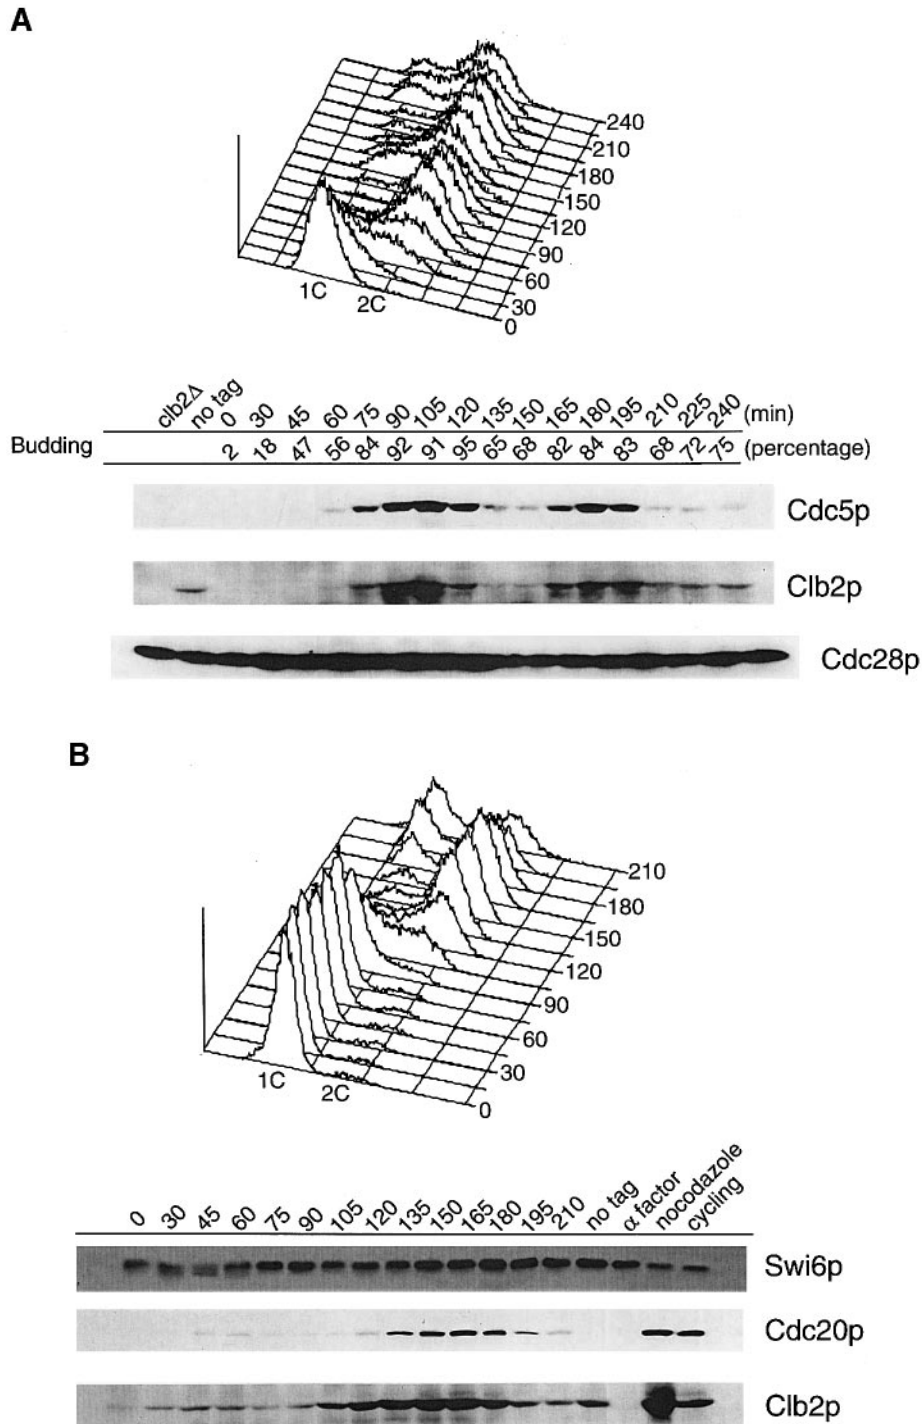 A
240
210
180
150
120
90
60
30
0
1C 2C
clb2Δ no tag 0 30 45 60 75 90 105 120 135 150 165 180 195 210 225 240 (min)
Budding 2 18 47 56 84 92 91 95 65 68 82 84 83 68 72 75 (percentage)
Cdc5p
Clb2p
Cdc28p
B
210
180
150
120
90
60
30
0
1C 2C
0 30 45 60 75 90 105 120 135 150 165 180 195 210 no tag α factor nocodazole cycling
Swi6p
Cdc20p
Clb2p